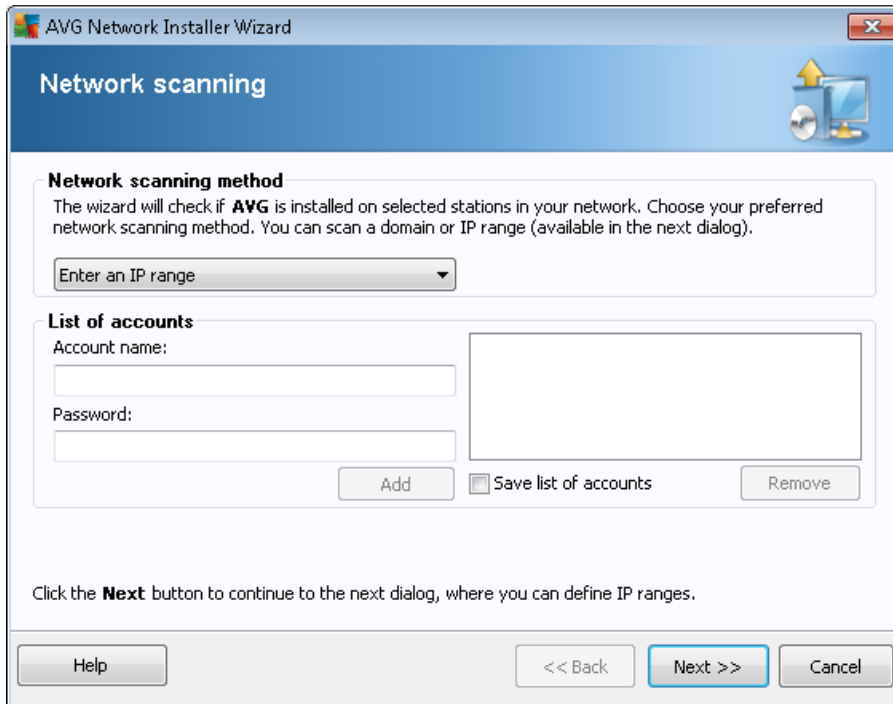 AVG Network Installer Wizard
Network scanning
Network scanning method
The wizard will check if AVG is installed on selected stations in your network. Choose your preferred
network scanning method. You can scan a domain or IP range (available in the next dialog).
Enter an IP range
List of accounts
Account name:
Password:
Add
Save list of accounts
Remove
Click the Next button to continue to the next dialog, where you can define IP ranges.
Help
<< Back
Next >>
Cancel